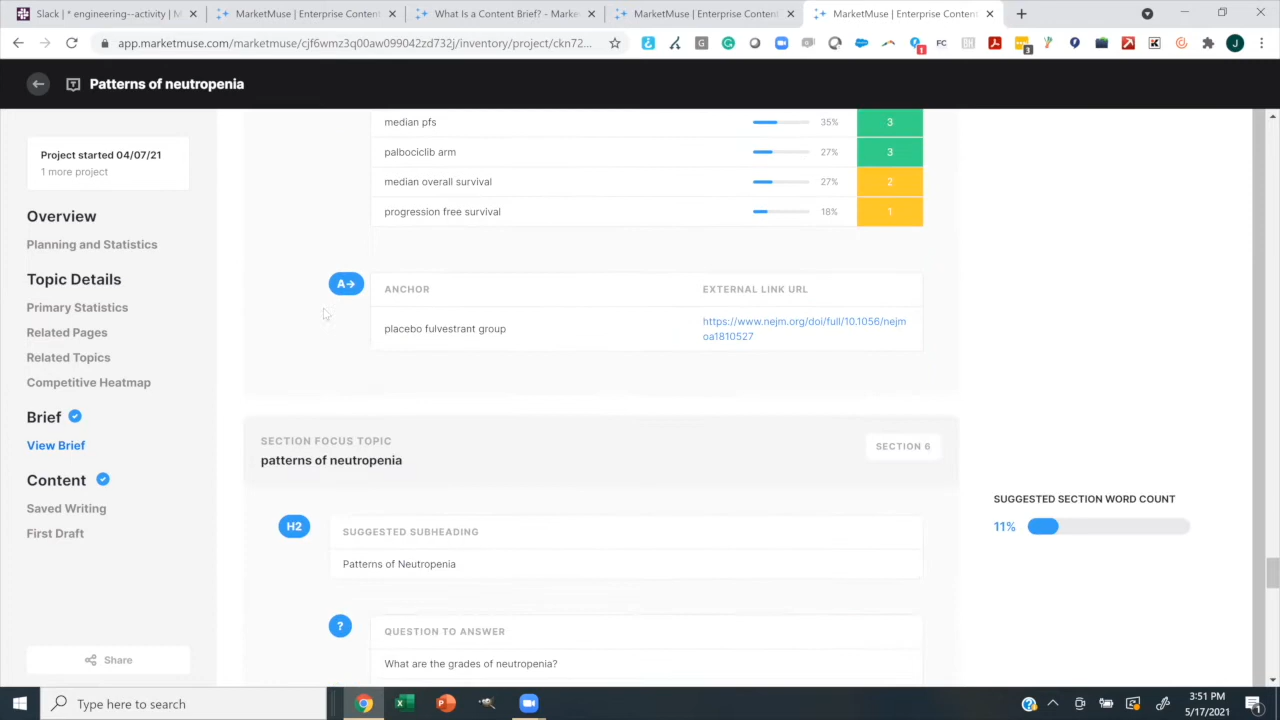 Slack | * engineering--activity | M
MarketMuse | Enterprise Conten
What Is a Content Brief? - Marke
MarketMuse | Enterprise Conten
MarketMuse | Enterprise Conten
app.marketmuse.com/marketmuse/cjf6wmz3q00aw099042zd732j/inventory/project/ckn72...
Patterns of neutropenia
Project started 04/07/21
1 more project
Overview
Planning and Statistics
Topic Details
Primary Statistics
Related Pages
Related Topics
Competitive Heatmap
Brief
View Brief
Content
Saved Writing
First Draft
Share
median pfs 35% 3
palbociclib arm 27% 3
median overall survival 27% 2
progression free survival 18% 1
A→ ANCHOR EXTERNAL LINK URL
placebo fulvestrant group https://www.nejm.org/doi/full/10.1056/nejm
oa1810527
SECTION FOCUS TOPIC
patterns of neutropenia
SECTION 6
H2 SUGGESTED SUBHEADING
Patterns of Neutropenia
? QUESTION TO ANSWER
What are the grades of neutropenia?
SUGGESTED SECTION WORD COUNT
11%
Type here to search
3:51 PM
5/17/2021